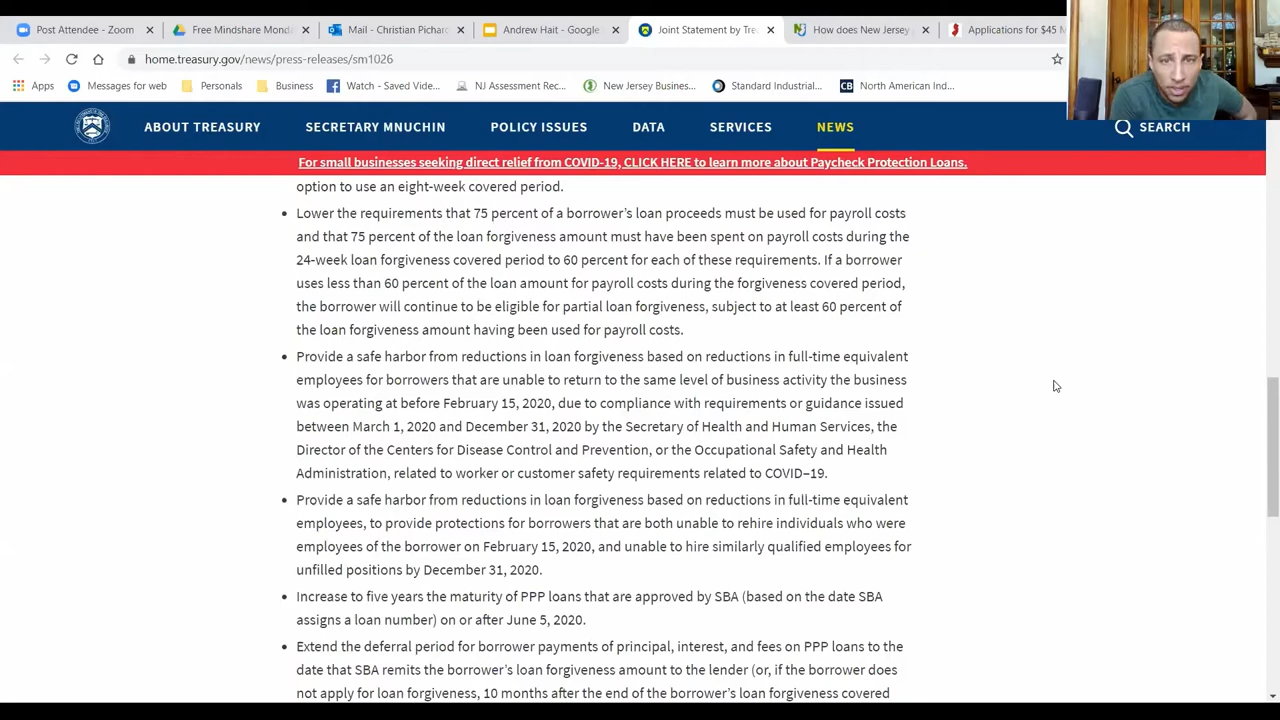 Post Attendee - Zoom
Free Mindshare Mond
Mail - Christian Pichard
Andrew Hait - Google
Joint Statement by Tre
How does New Jersey
Applications for $45 M
home.treasury.gov/news/press-releases/sm1026
Apps
Messages for web
Personals
Business
Watch - Saved Vide...
NJ Assessment Rec...
New Jersey Busines...
Standard Industrial...
CB North American Ind...
ABOUT TREASURY
SECRETARY MNUCHIN
POLICY ISSUES
DATA
SERVICES
NEWS
SEARCH
For small businesses seeking direct relief from COVID-19, CLICK HERE to learn more about Paycheck Protection Loans.
option to use an eight-week covered period.
• Lower the requirements that 75 percent of a borrower’s loan proceeds must be used for payroll costs
and that 75 percent of the loan forgiveness amount must have been spent on payroll costs during the
24-week loan forgiveness covered period to 60 percent for each of these requirements. If a borrower
uses less than 60 percent of the loan amount for payroll costs during the forgiveness covered period,
the borrower will continue to be eligible for partial loan forgiveness, subject to at least 60 percent of
the loan forgiveness amount having been used for payroll costs.
• Provide a safe harbor from reductions in loan forgiveness based on reductions in full-time equivalent
employees for borrowers that are unable to return to the same level of business activity the business
was operating at before February 15, 2020, due to compliance with requirements or guidance issued
between March 1, 2020 and December 31, 2020 by the Secretary of Health and Human Services, the
Director of the Centers for Disease Control and Prevention, or the Occupational Safety and Health
Administration, related to worker or customer safety requirements related to COVID–19.
• Provide a safe harbor from reductions in loan forgiveness based on reductions in full-time equivalent
employees, to provide protections for borrowers that are both unable to rehire individuals who were
employees of the borrower on February 15, 2020, and unable to hire similarly qualified employees for
unfilled positions by December 31, 2020.
• Increase to five years the maturity of PPP loans that are approved by SBA (based on the date SBA
assigns a loan number) on or after June 5, 2020.
• Extend the deferral period for borrower payments of principal, interest, and fees on PPP loans to the
date that SBA remits the borrower’s loan forgiveness amount to the lender (or, if the borrower does
not apply for loan forgiveness, 10 months after the end of the borrower’s loan forgiveness covered